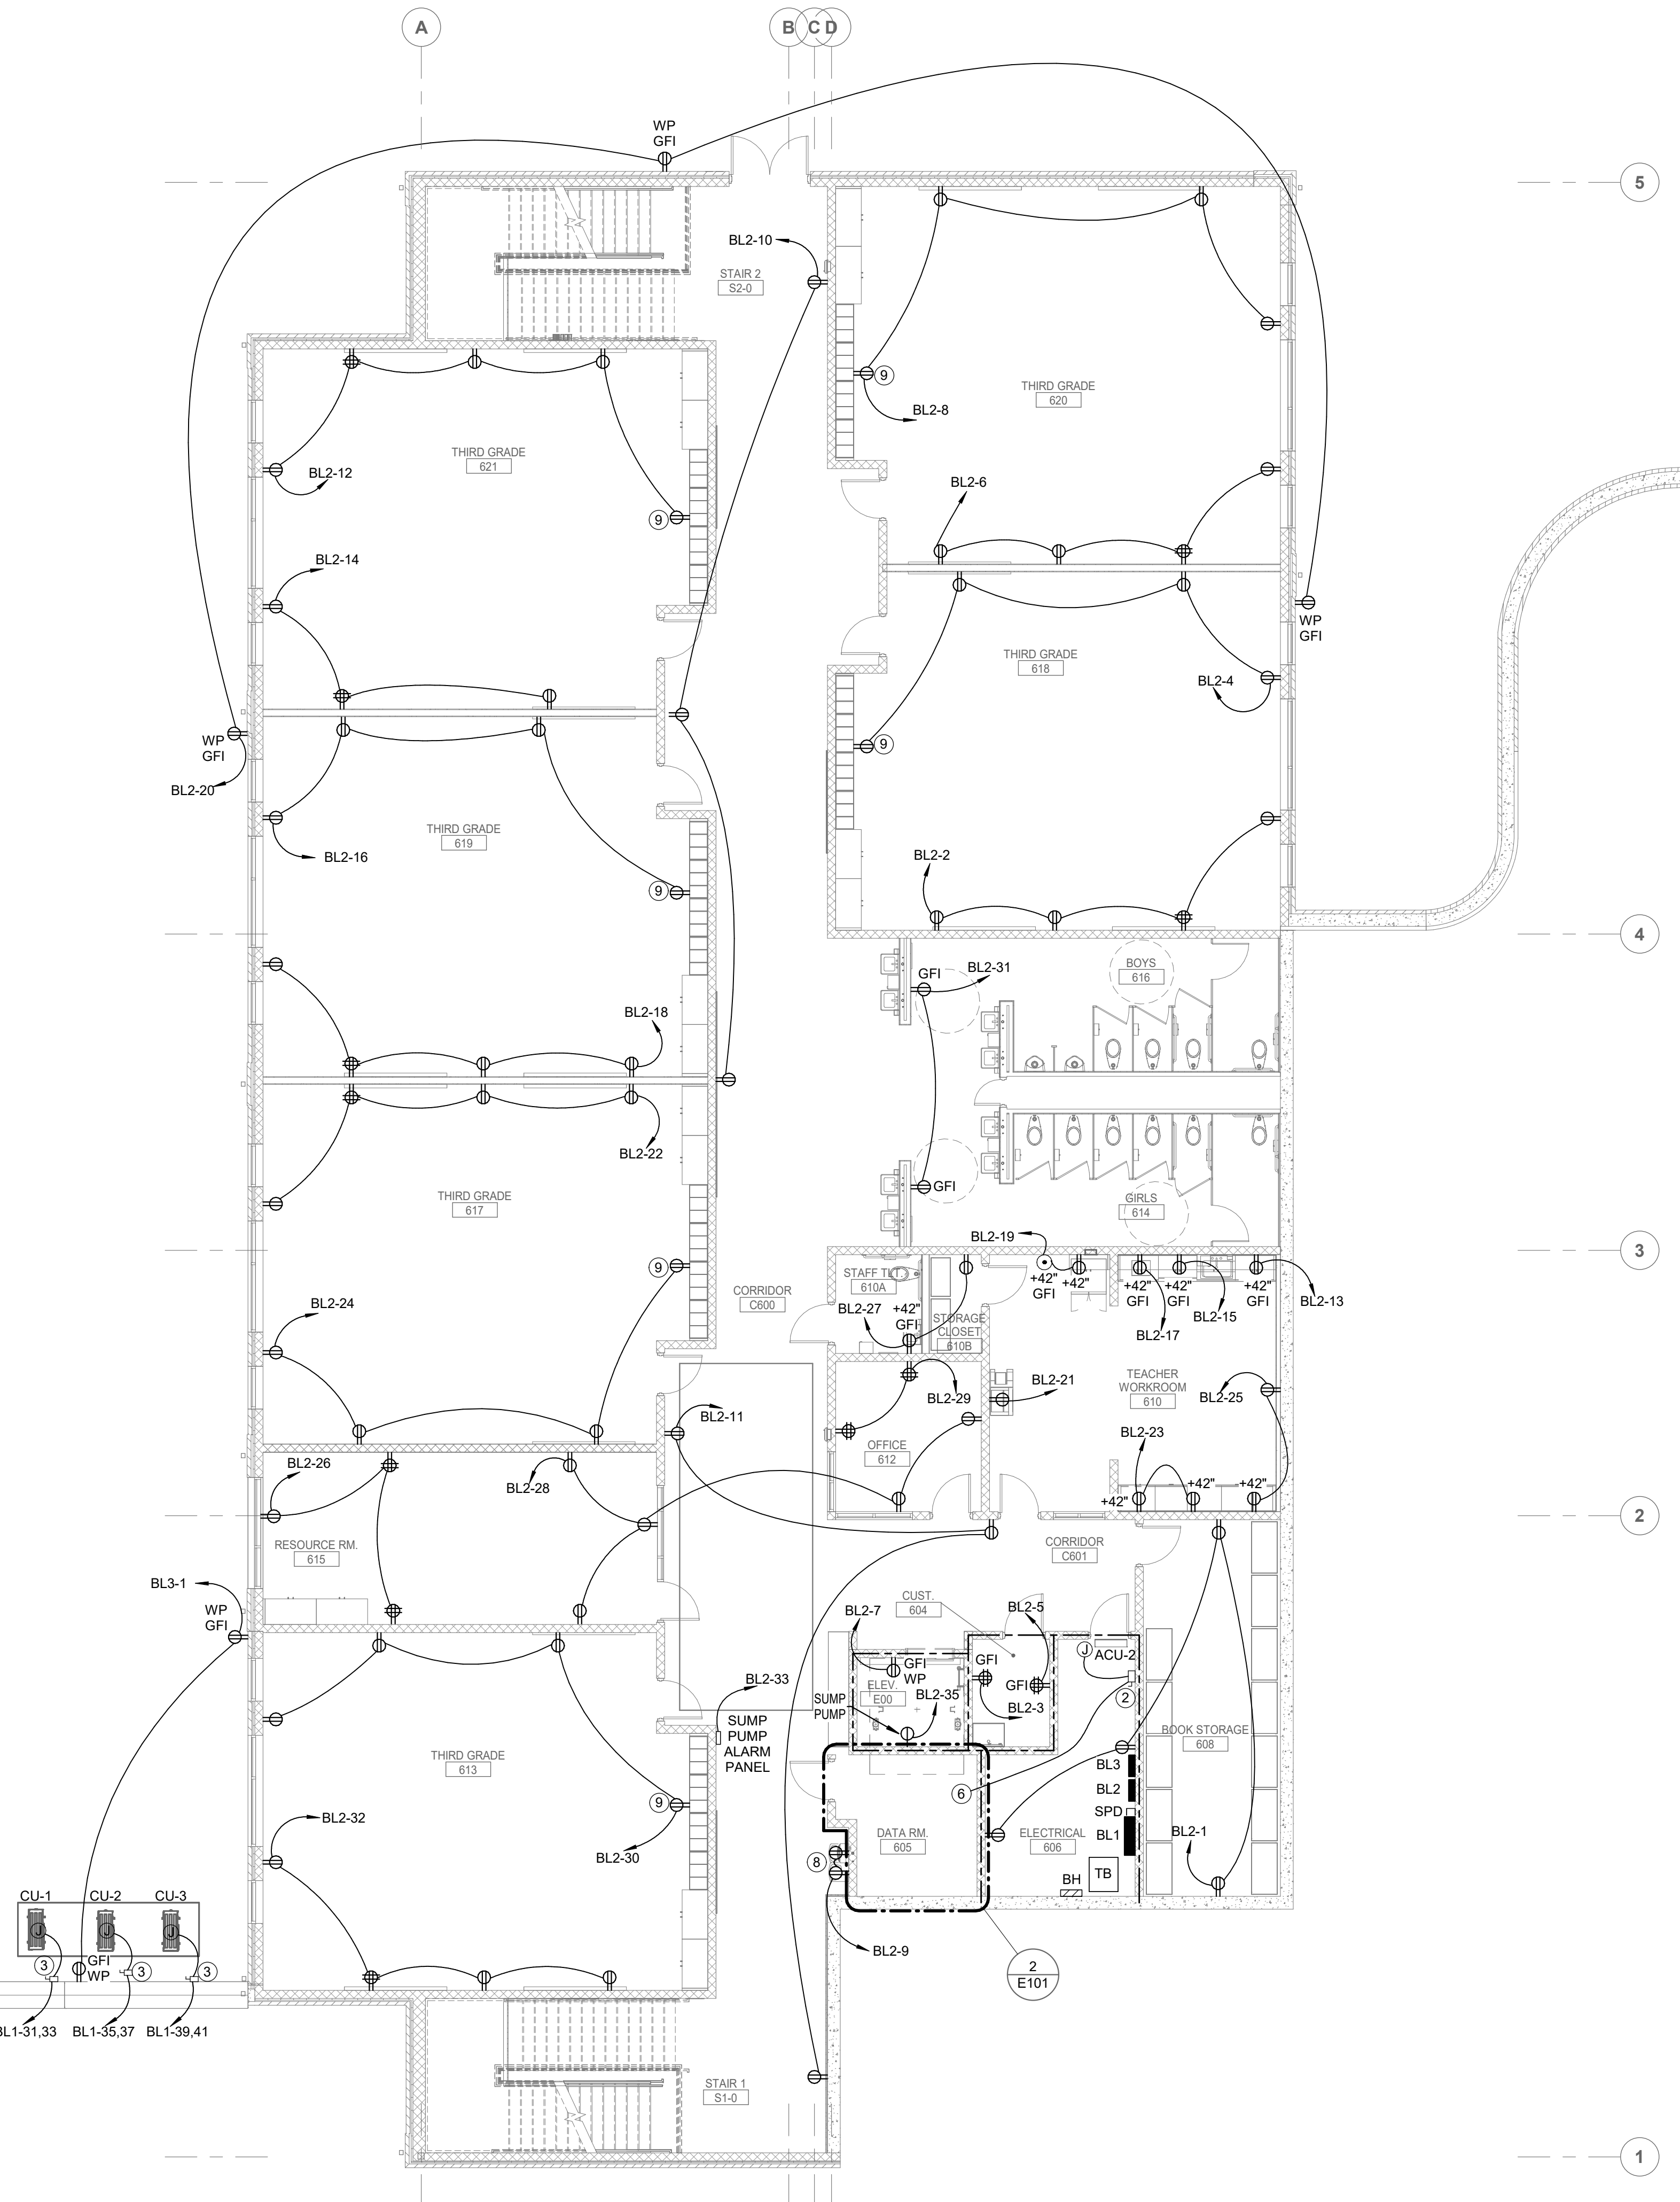 A
B
C
D
WP
GFI
5
BL2-10
STAIR 2
S2-0
9
THIRD GRADE
620
BL2-8
THIRD GRADE
621
BL2-12
BL2-6
9
BL2-14
WP
GFI
THIRD GRADE
618
BL2-4
WP
GFI
9
BL2-20
THIRD GRADE
619
BL2-16
BL2-2
9
4
BOYS
616
GFI
BL2-31
BL2-18
BL2-22
THIRD GRADE
617
GFI
GIRLS
614
BL2-19
3
9
STAFF TLT.
610A
+42"
GFI
+42"
+42"
GFI
+42"
GFI
+42"
GFI
BL2-13
CORRIDOR
C600
BL2-24
BL2-27
+42"
GFI
STORAGE
CLOSET
610B
BL2-15
BL2-17
TEACHER
WORKROOM
610
BL2-21
BL2-29
BL2-25
BL2-11
OFFICE
612
BL2-23
BL2-26
BL2-28
+42"
+42"
+42"
2
RESOURCE RM.
615
CORRIDOR
C601
BL3-1
WP
GFI
CUST.
604
BL2-7
BL2-5
J
ACU-2
GFI
WP
GFI
GFI
ELEV.
E00
BL2-33
BL2-35
BL2-3
2
SUMP
PUMP
SUMP
PUMP
ALARM
PANEL
BOOK STORAGE
608
THIRD GRADE
613
BL3
BL2
SPD
BL1
6
9
BL2-32
DATA RM.
605
ELECTRICAL
606
BL2-1
BL2-30
8
BH
TB
CU-1
CU-2
CU-3
J
J
J
BL2-9
GFI
WP
3
3
3
2
E101
BL1-31,33
BL1-35,37
BL1-39,41
STAIR 1
S1-0
1